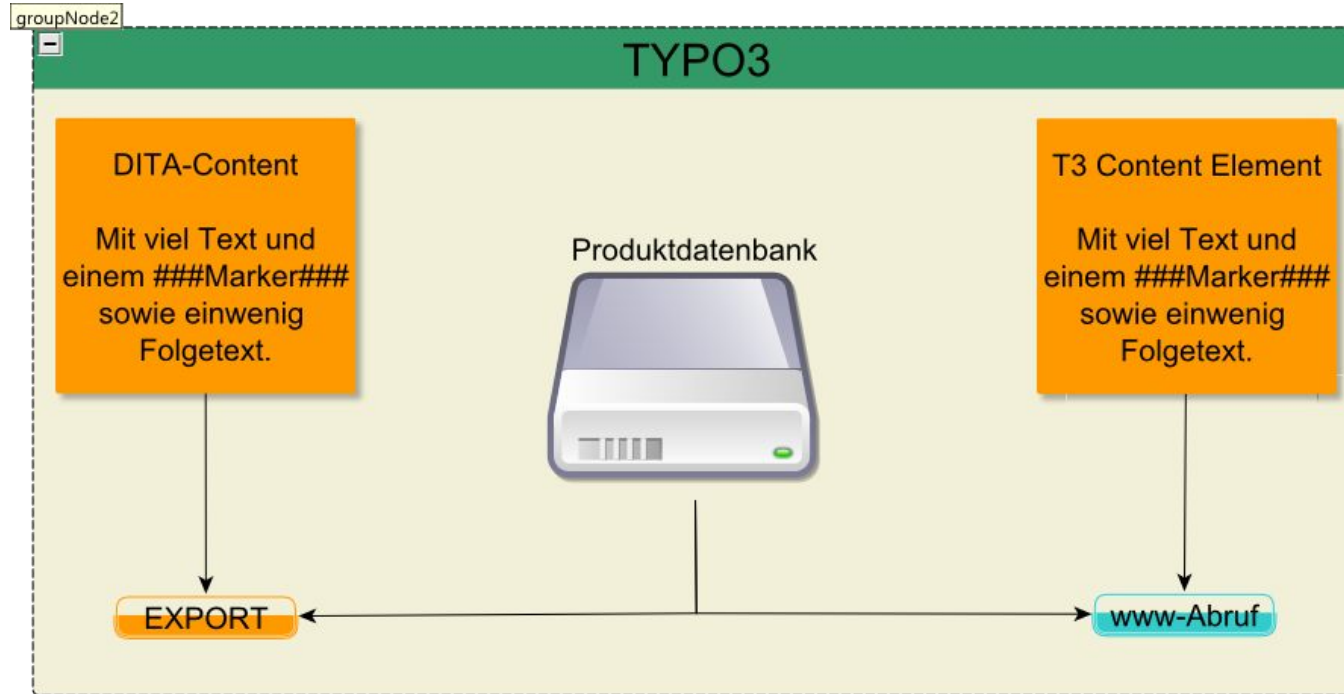 groupNode2
TYPO3
DITA-Content
Mit viel Text und
einem ###Marker###
sowie einwenig
Folgetext.
Produktdatenbank
T3 Content Element
Mit viel Text und
einem ###Marker###
sowie einwenig
Folgetext.
EXPORT
www-Abruf